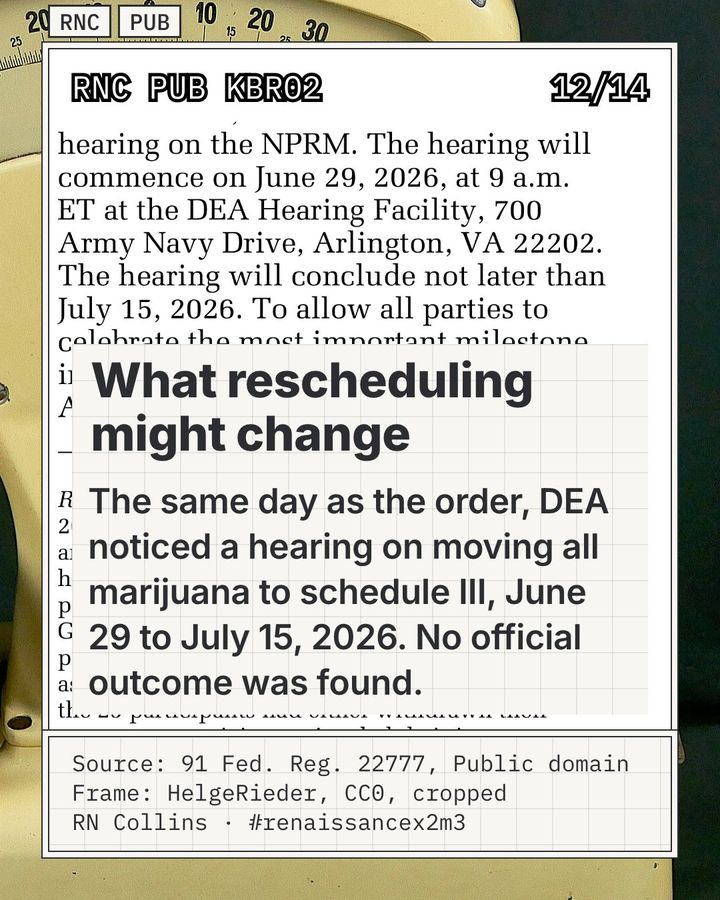 20 10 20 30
25 15 25
RNC PUB
RNC PUB KBR02 12/14
hearing on the NPRM. The hearing will
commence on June 29, 2026, at 9 a.m.
ET at the DEA Hearing Facility, 700
Army Navy Drive, Arlington, VA 22202.
The hearing will conclude not later than
July 15, 2026. To allow all parties to
celebrate the most important milestone
What rescheduling
might change
The same day as the order, DEA
noticed a hearing on moving all
marijuana to schedule III, June
29 to July 15, 2026. No official
outcome was found.
Source: 91 Fed. Reg. 22777, Public domain
Frame: HelgeRieder, CC0, cropped
RN Collins · #renaissancex2m3